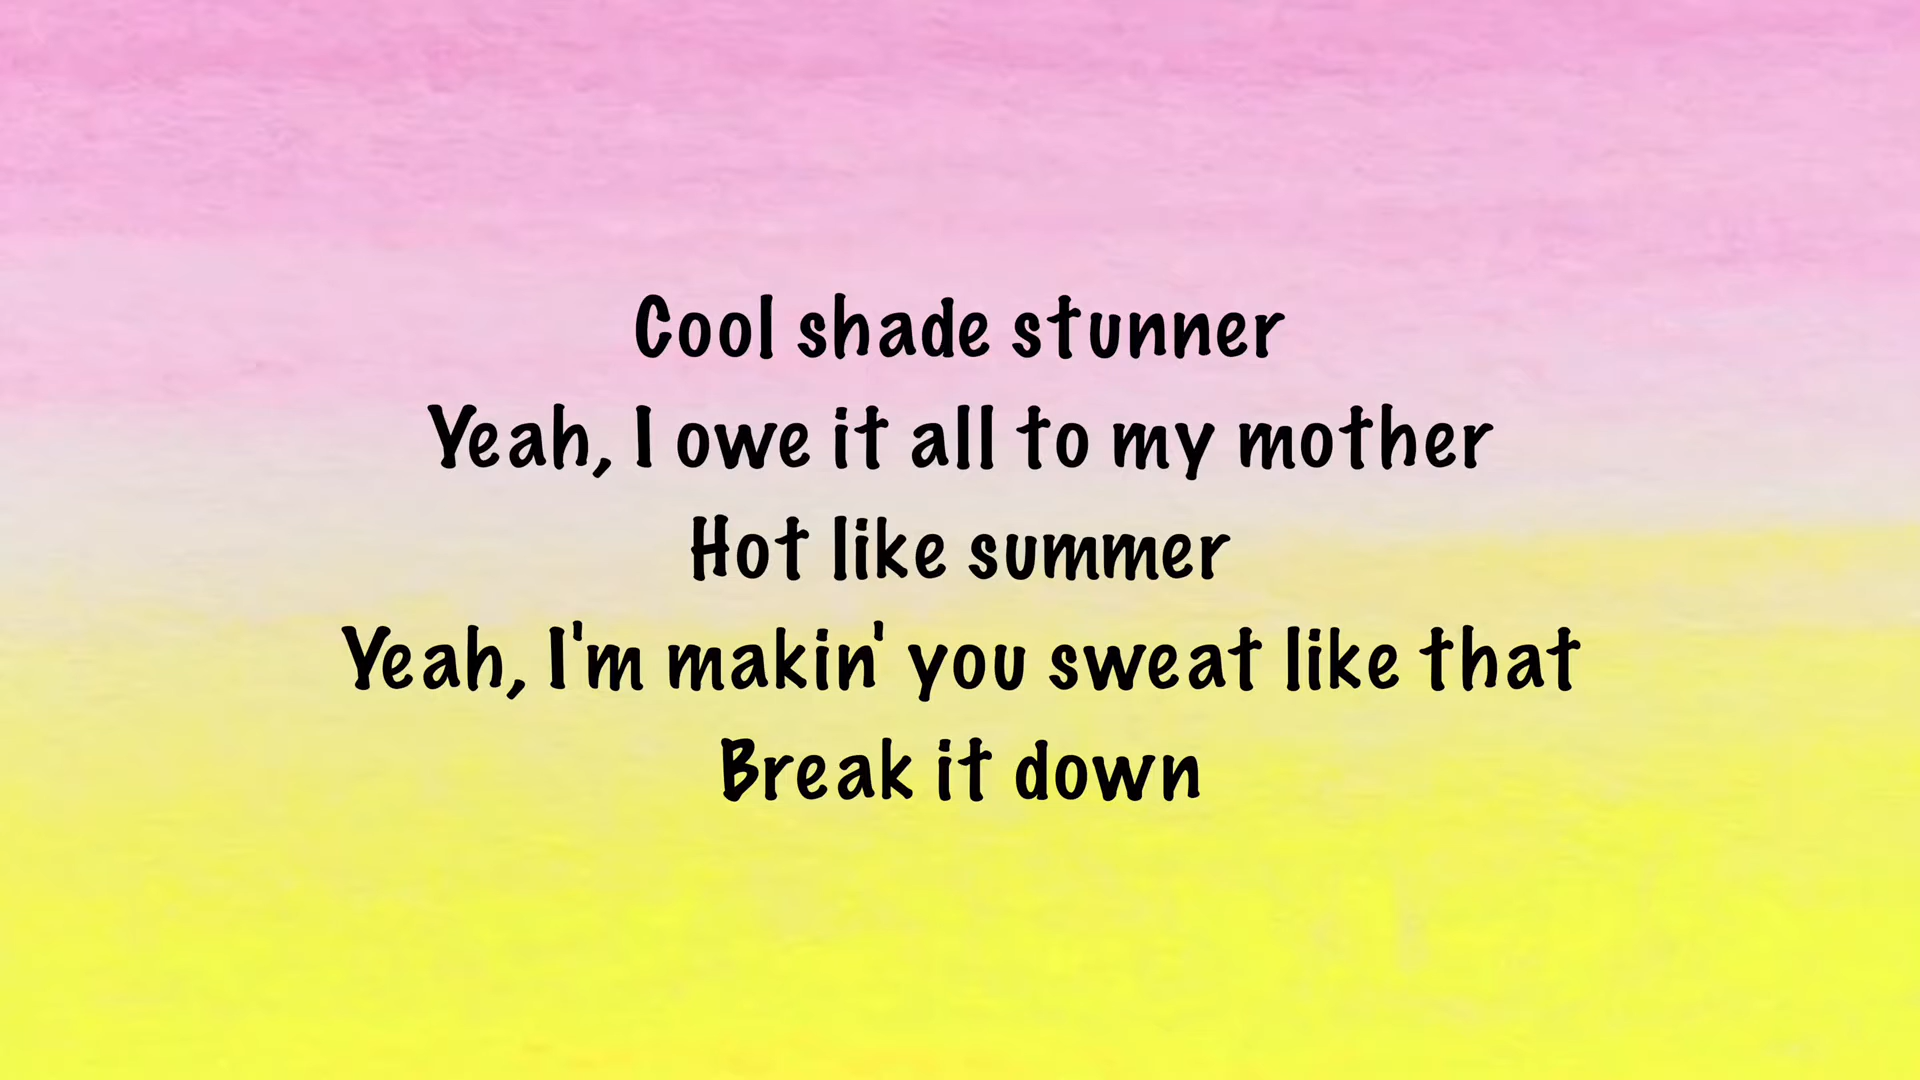 Cool shade stunner
Yeah, I owe it all to my mother
Hot like summer
Yeah, I'm makin' you sweat like that
Break it down